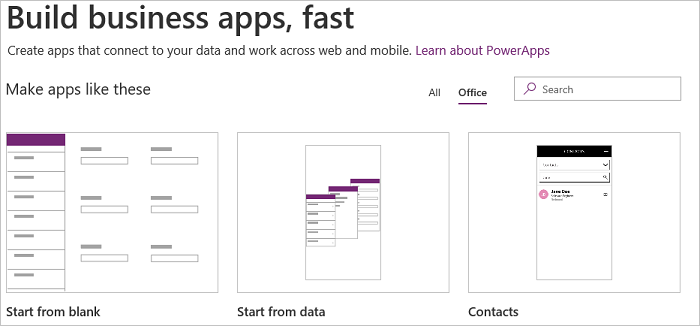 Build business apps, fast
Create apps that connect to your data and work across web and mobile. Learn about PowerApps
Make apps like these
All
Office
Search
Jane Doe
Start from blank
Start from data
Contacts